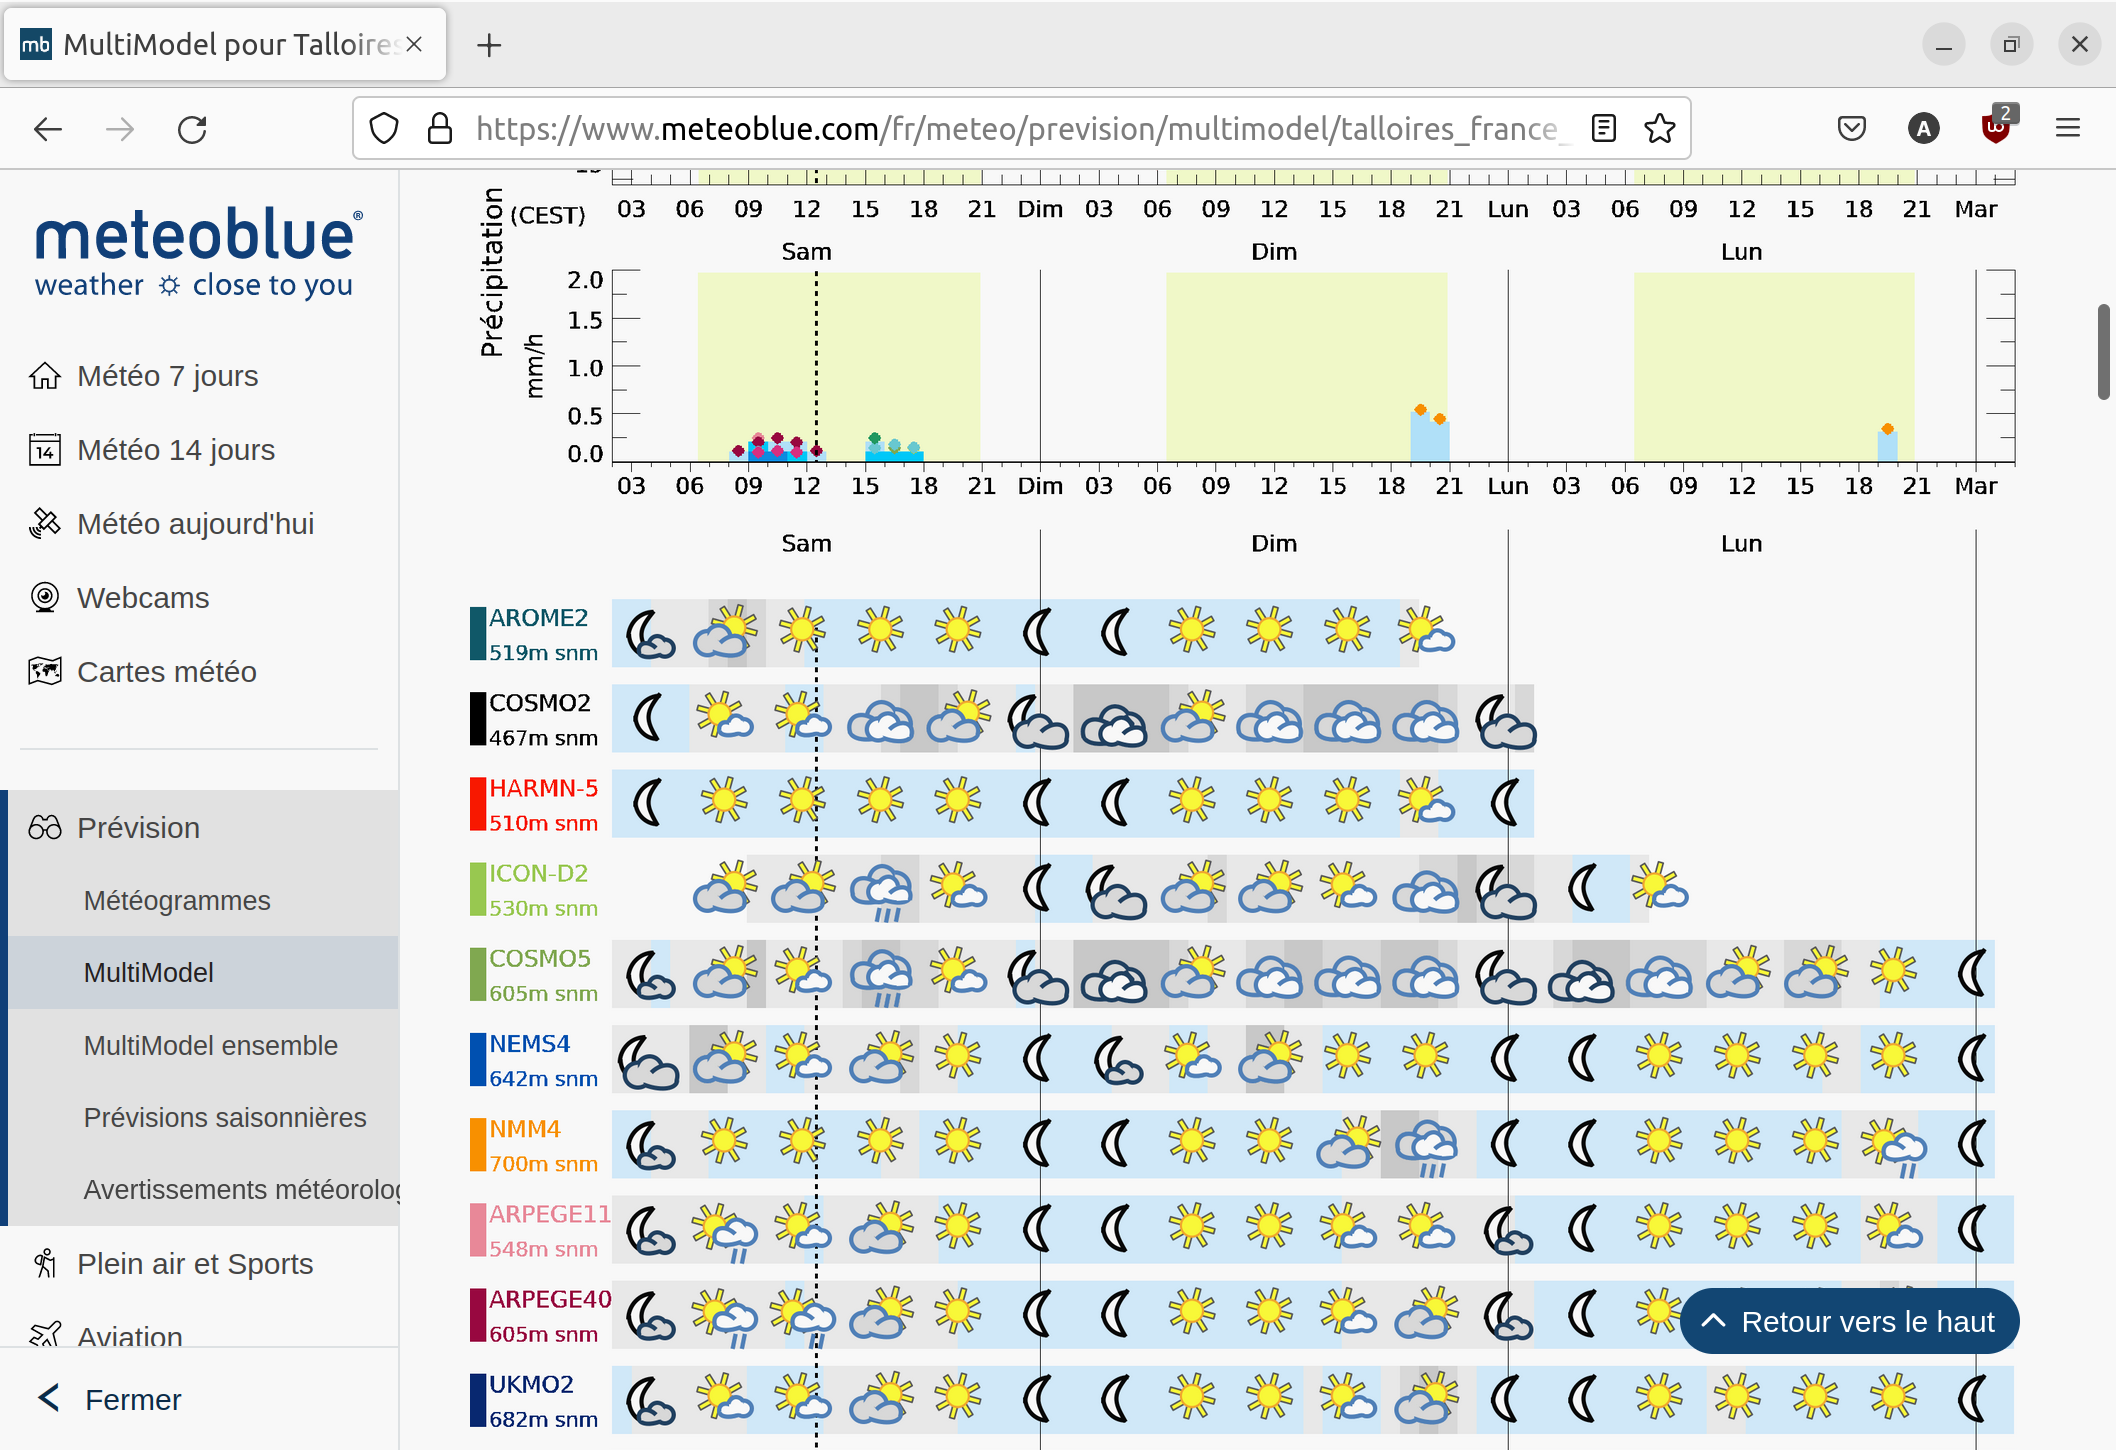 mb MultiModel pour Talloires
https://www.meteoblue.com/fr/meteo/prevision/multimodel/talloires_france_
A
2
meteoblue®
weather close to you
Météo 7 jours
14 Météo 14 jours
Météo aujourd'hui
Webcams
Cartes météo
Prévision
Météogrammes
MultiModel
MultiModel ensemble
Prévisions saisonnières
Avertissements météorolog
Plein air et Sports
Aviation
Fermer
(CEST) 03 06 09 12 15 18 21 Dim 03 06 09 12 15 18 21 Lun 03 06 09 12 15 18 21 Mar
Sam Dim Lun
Précipitation
mm/h
2.0
1.5
1.0
0.5
0.0
03 06 09 12 15 18 21 Dim 03 06 09 12 15 18 21 Lun 03 06 09 12 15 18 21 Mar
Sam Dim Lun
AROME2
519m snm
COSMO2
467m snm
HARMN-5
510m snm
ICON-D2
530m snm
COSMO5
605m snm
NEMS4
642m snm
NMM4
700m snm
ARPEGE11
548m snm
ARPEGE40
605m snm
Retour vers le haut
UKMO2
682m snm